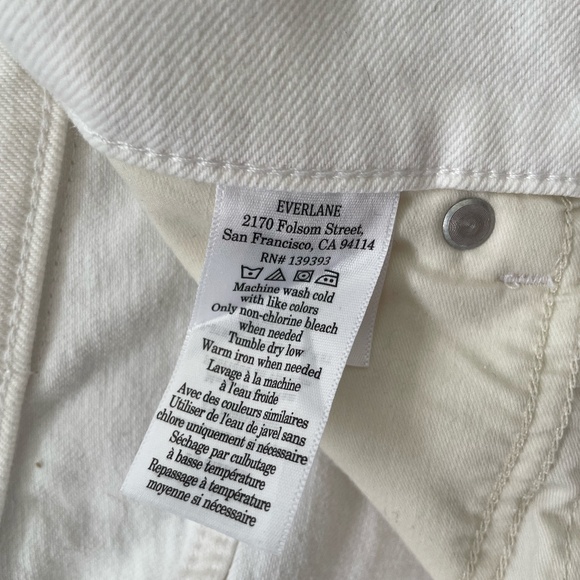 EVERLANE
2170 Folsom Street,
San Francisco, CA 94114
RN# 139393
Machine wash cold
with like colors
Only non-chlorine bleach
when needed
Tumble dry low
Warm iron when needed
Lavage à la machine
à l'eau froide
Avec des couleurs similaires
Utiliser de l'eau de javel sans
chlore uniquement si nécessaire
Séchage par culbutage
à basse température
Repassage à température
moyenne si nécessaire